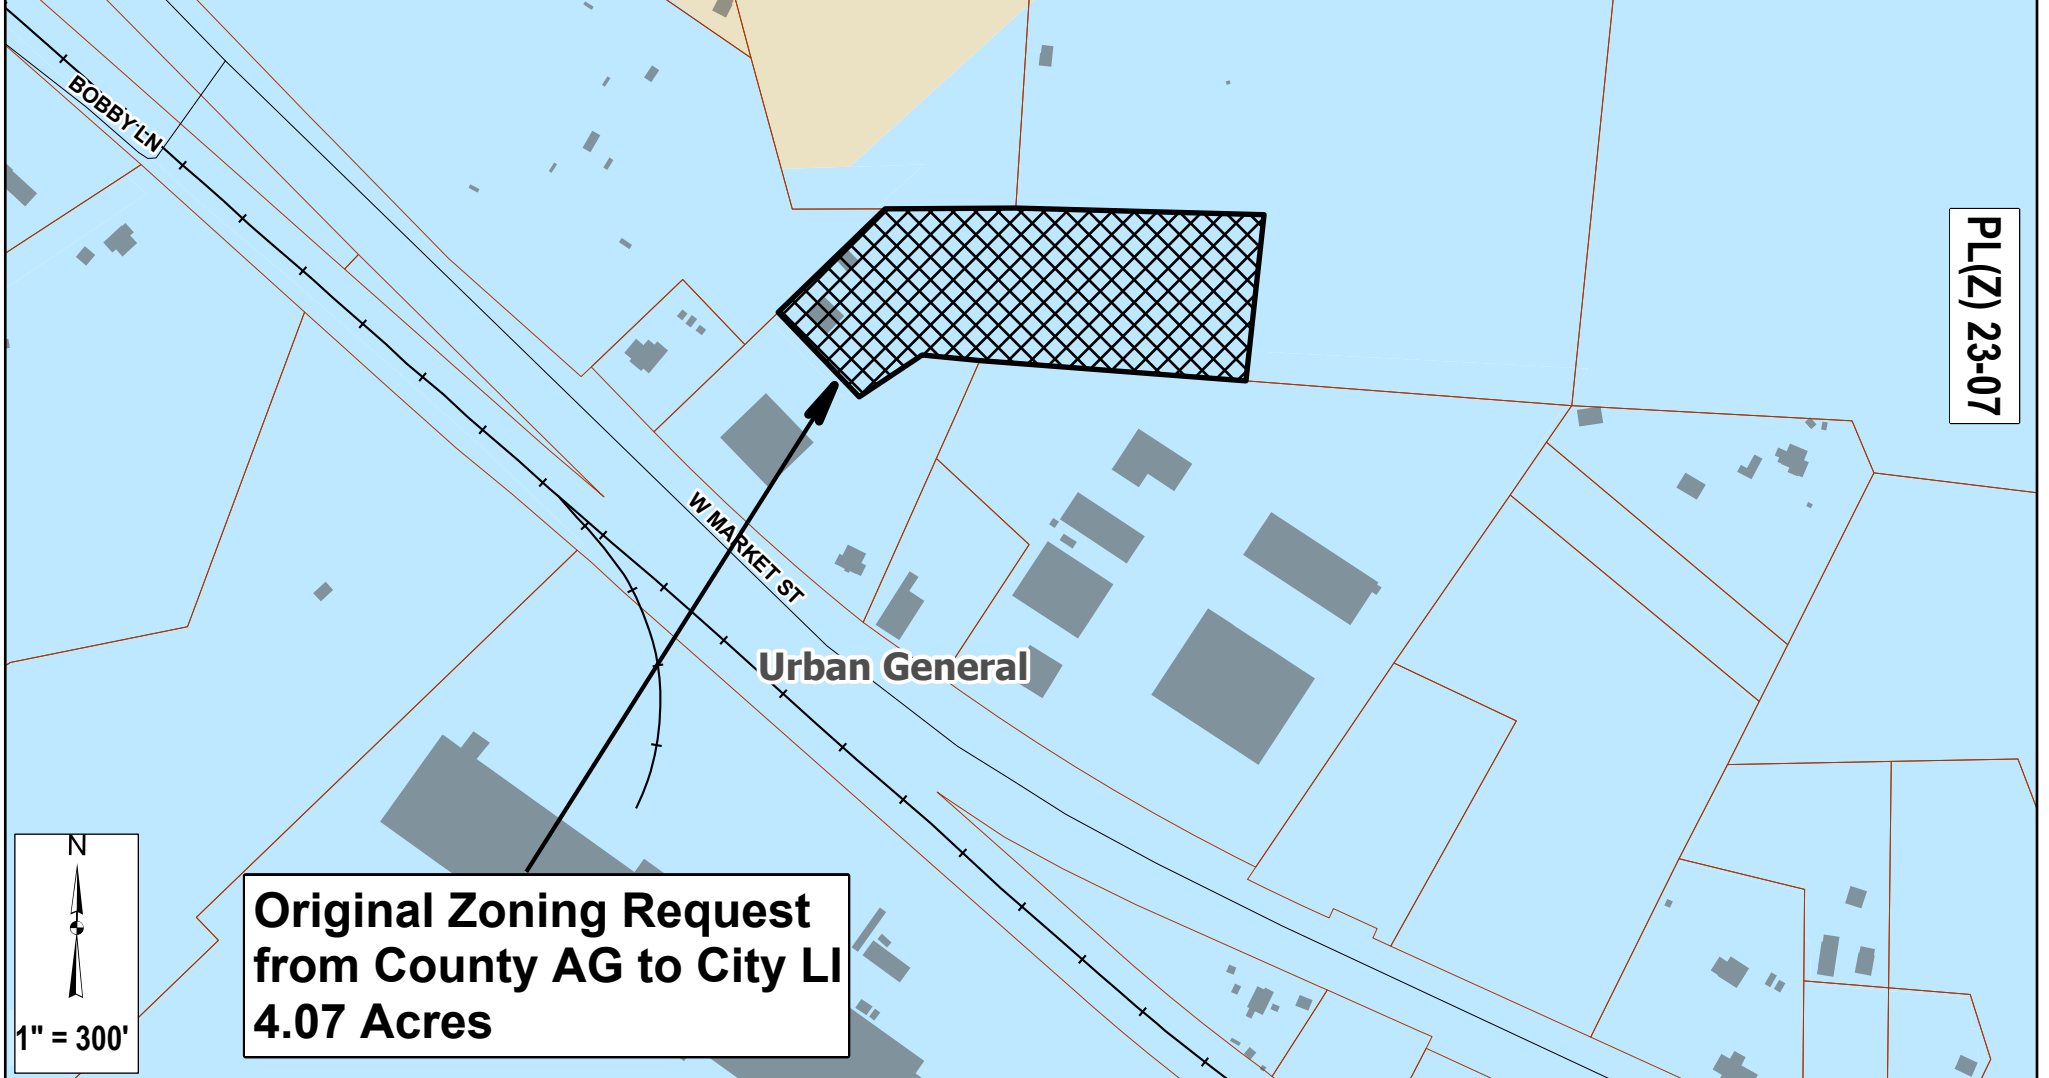 BOBBY LN
PL(Z) 23-07
W MARKET ST
Urban General
N
1" = 300'
Original Zoning Request
from County AG to City LI
4.07 Acres